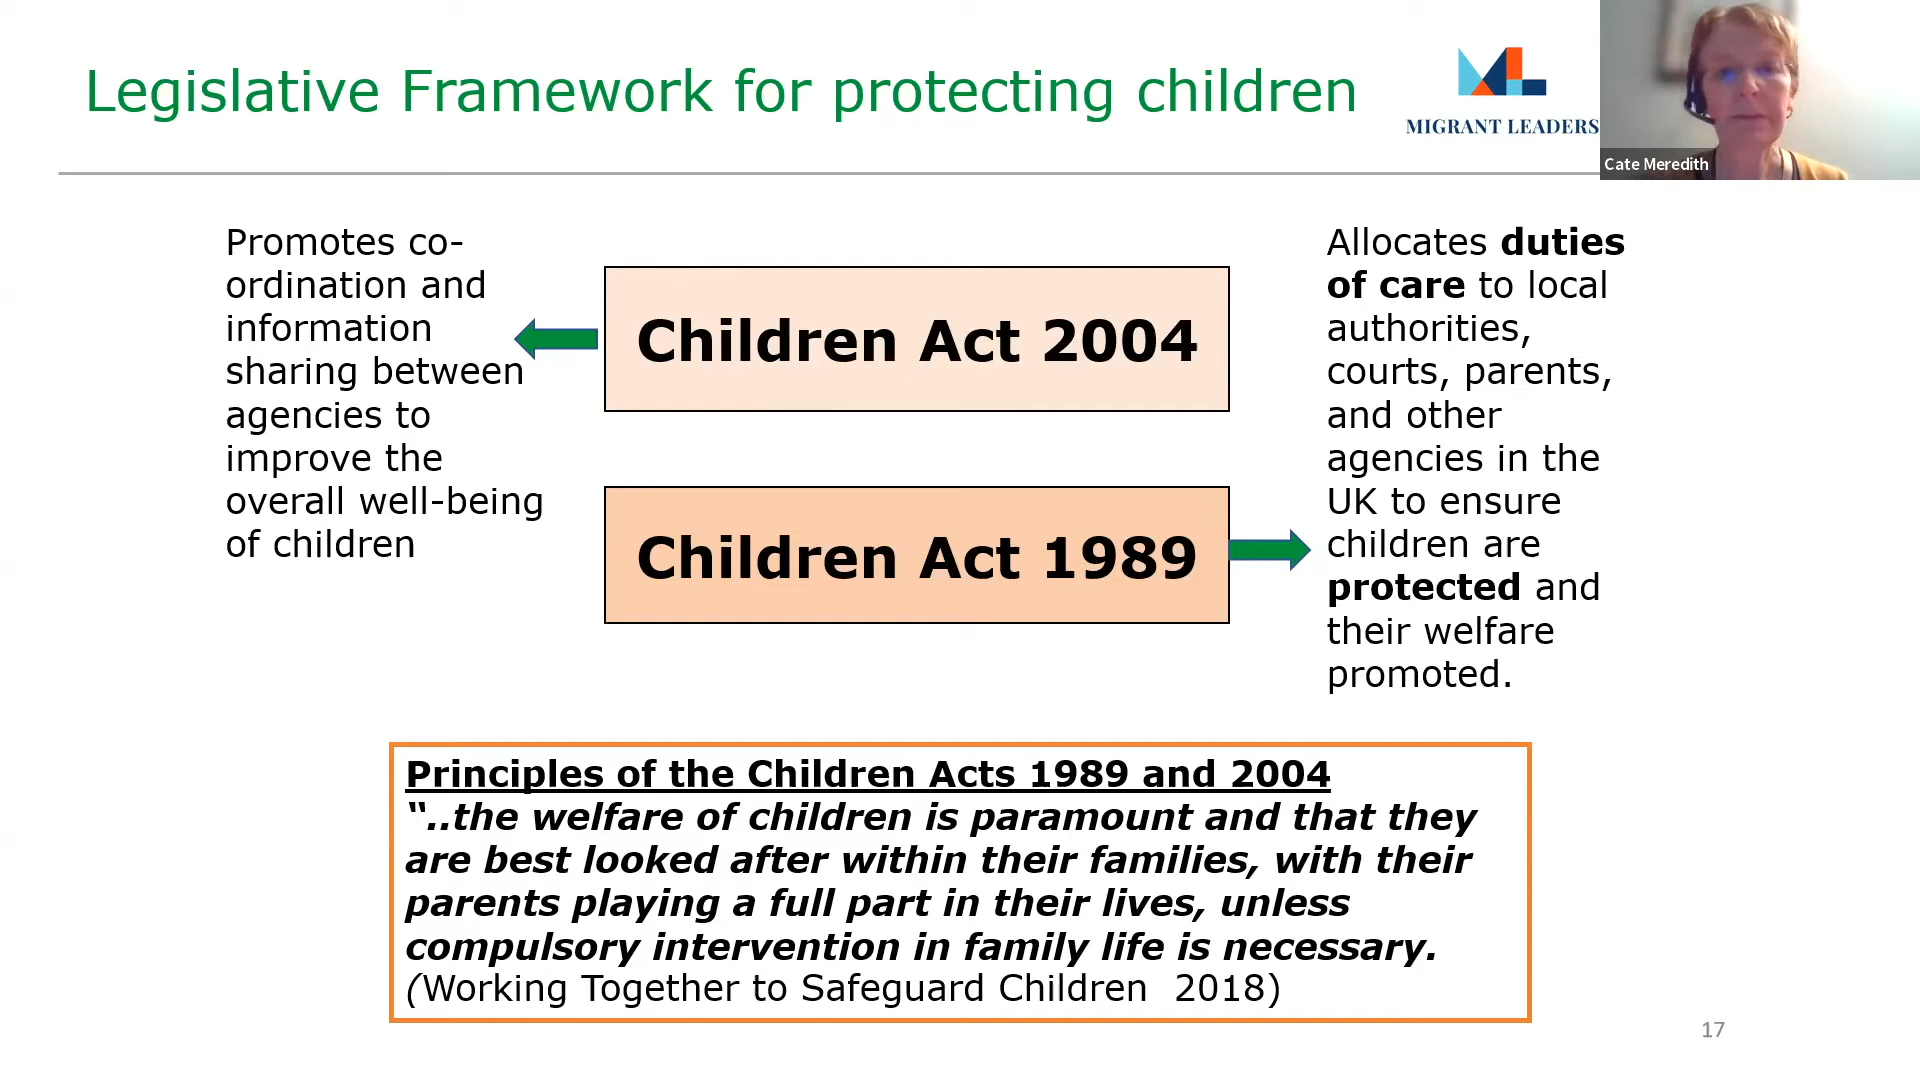 Legislative Framework for protecting children
MIGRANT LEADERS
Cate Meredith
Promotes co-
ordination and
information
sharing between
agencies to
improve the
overall well-being
of children
Children Act 2004
Children Act 1989
Allocates duties
of care to local
authorities,
courts, parents,
and other
agencies in the
UK to ensure
children are
protected and
their welfare
promoted.
Principles of the Children Acts 1989 and 2004
“..the welfare of children is paramount and that they
are best looked after within their families, with their
parents playing a full part in their lives, unless
compulsory intervention in family life is necessary.
(Working Together to Safeguard Children  2018)
17